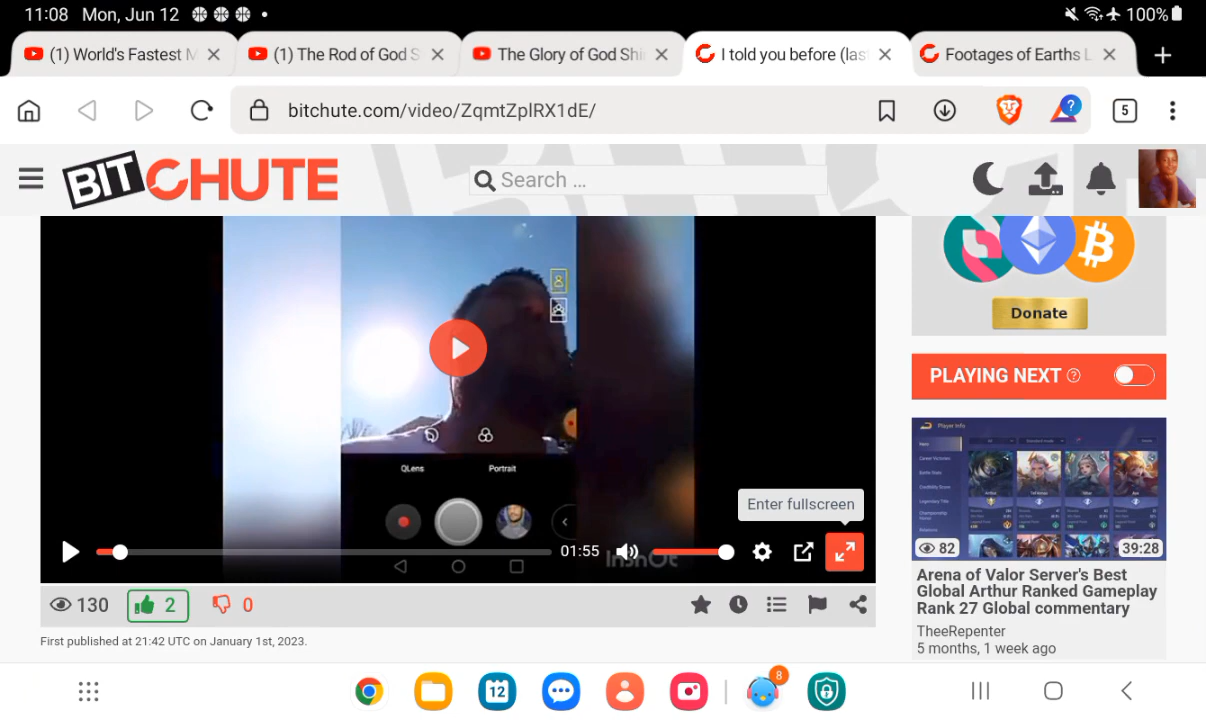 11:08 Mon, Jun 12
100%
(1) World's Fastest M
(1) The Rod of God S
The Glory of God Shi
I told you before (las
Footages of Earths L
bitchute.com/video/ZqmtZplRX1dE/
5
BITCHUTE
Search ...
Donate
PLAYING NEXT
QLens Portrait
Enter fullscreen
01:55
InShOt
130 2 0
First published at 21:42 UTC on January 1st, 2023.
Player Info
82 39:28
Arena of Valor Server's Best
Global Arthur Ranked Gameplay
Rank 27 Global commentary
TheeRepenter
5 months, 1 week ago
12
8